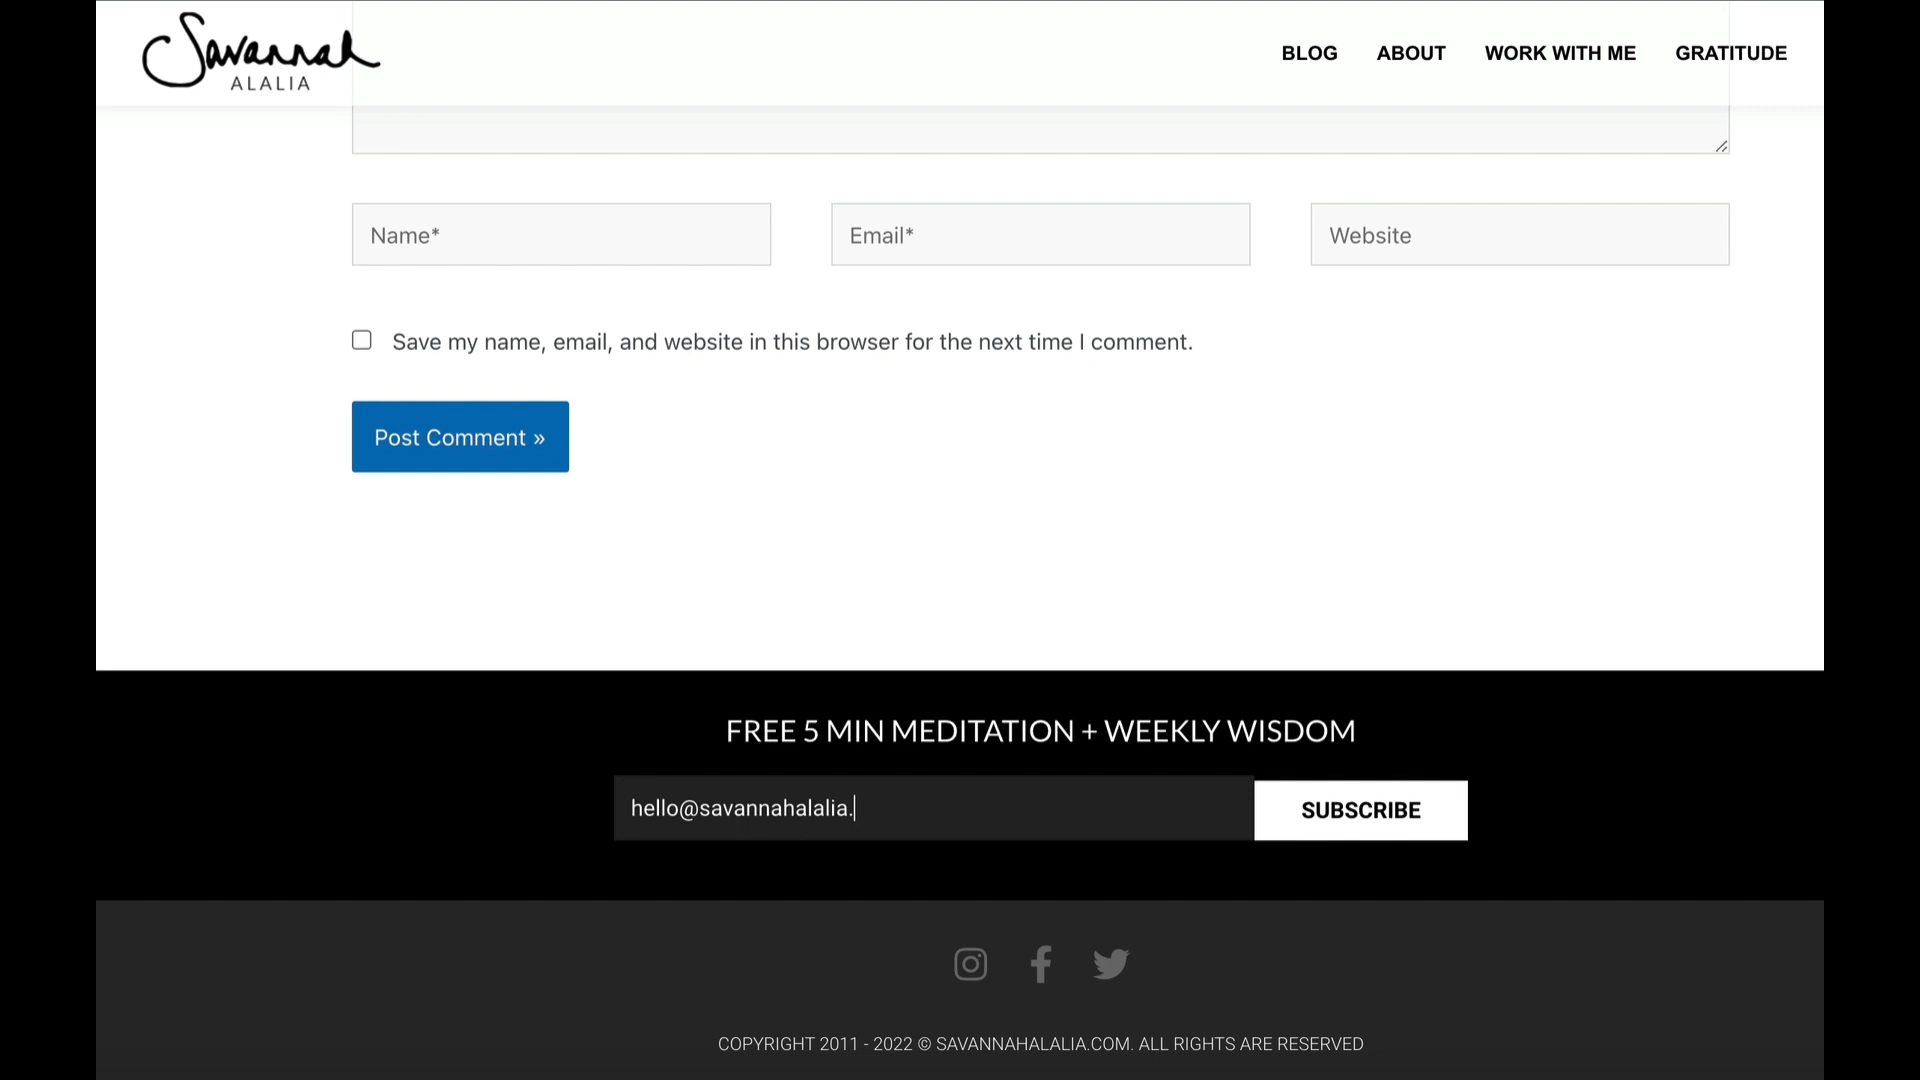 Savannah
ALALIA
BLOG ABOUT WORK WITH ME GRATITUDE
Name* Email* Website
Save my name, email, and website in this browser for the next time I comment.
Post Comment »
FREE 5 MIN MEDITATION + WEEKLY WISDOM
hello@savannahalalia.
SUBSCRIBE
COPYRIGHT 2011 - 2022 © SAVANNAHALALIA.COM. ALL RIGHTS ARE RESERVED